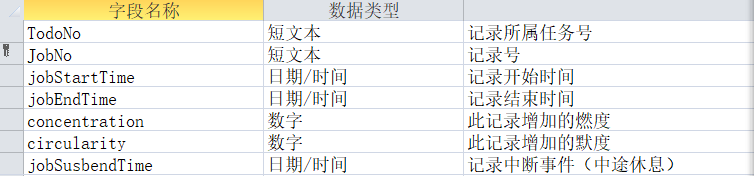 字段名称 数据类型
TodoNo 短文本 记录所属任务号
JobNo 短文本 记录号
jobStartTime 日期/时间 记录开始时间
jobEndTime 日期/时间 记录结束时间
concentration 数字 此记录增加的燃度
circularity 数字 此记录增加的默度
jobSusbendTime 日期/时间 记录中断事件（中途休息）